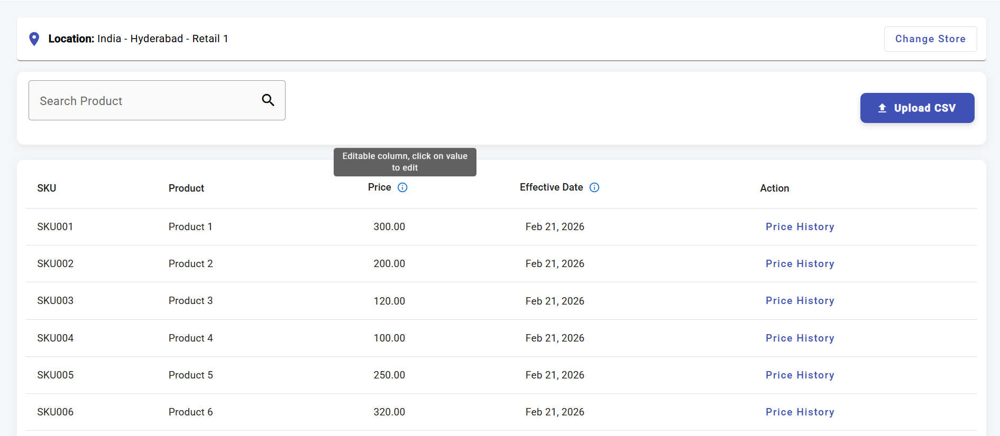 Location: India - Hyderabad - Retail 1
Change Store
Search Product
Upload CSV
Editable column, click on value
to edit
SKU Product Price Effective Date Action
SKU001 Product 1 300.00 Feb 21, 2026 Price History
SKU002 Product 2 200.00 Feb 21, 2026 Price History
SKU003 Product 3 120.00 Feb 21, 2026 Price History
SKU004 Product 4 100.00 Feb 21, 2026 Price History
SKU005 Product 5 250.00 Feb 21, 2026 Price History
SKU006 Product 6 320.00 Feb 21, 2026 Price History